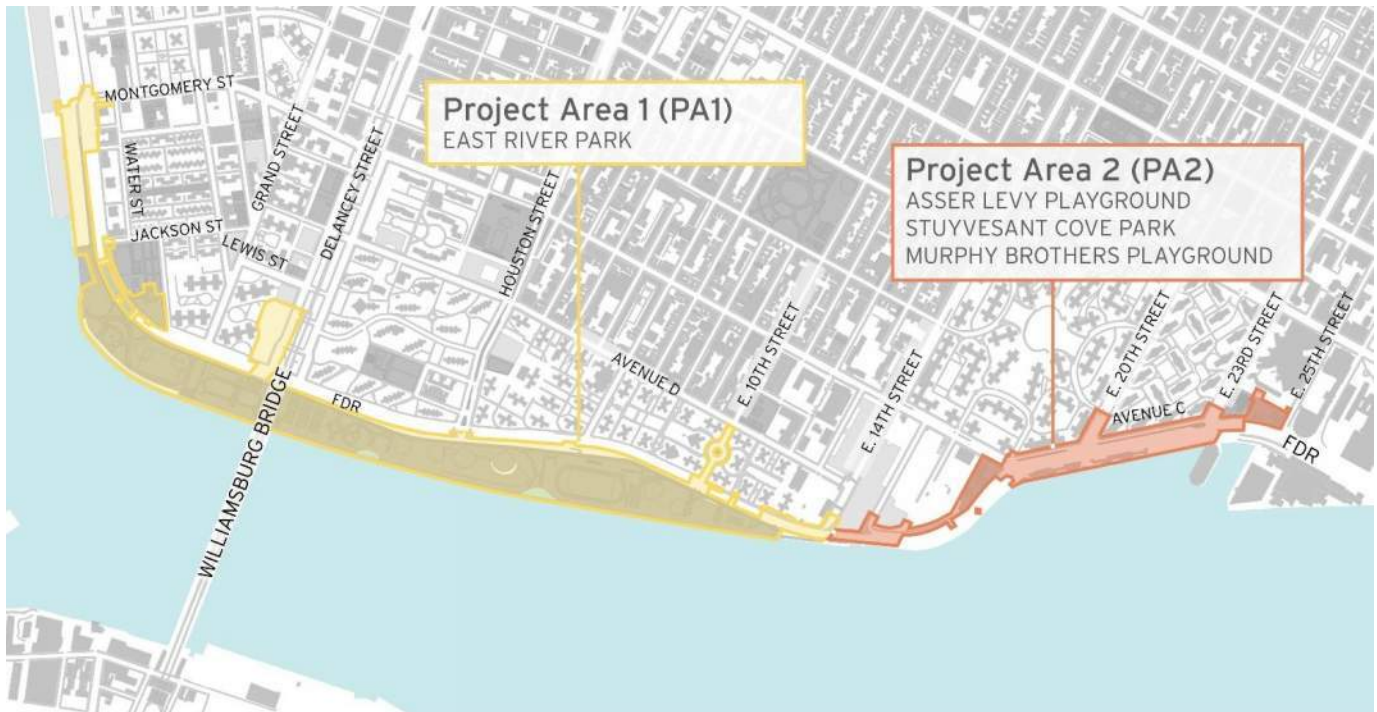 Project Area 1 (PA1)
EAST RIVER PARK
Project Area 2 (PA2)
ASSER LEVY PLAYGROUND
STUYVESANT COVE PARK
MURPHY BROTHERS PLAYGROUND
MONTGOMERY ST
WATER ST
JACKSON ST
GRAND STREET
LEWIS ST
DELANCEY STREET
HOUSTON STREET
WILLIAMSBURG BRIDGE
FDR
AVENUE D
E. 10TH STREET
E. 14TH STREET
E. 20TH STREET
AVENUE C
E. 23RD STREET
E. 25TH STREET
FDR